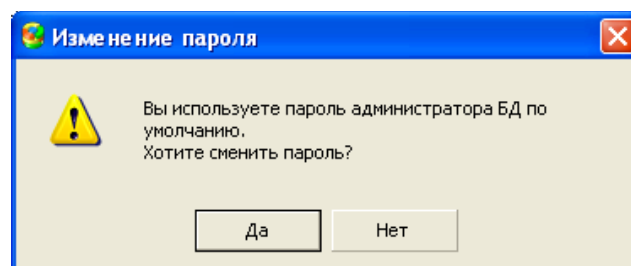 Изменение пароля
Вы используете пароль администратора БД по
умолчанию.
Хотите сменить пароль?
Да
Нет